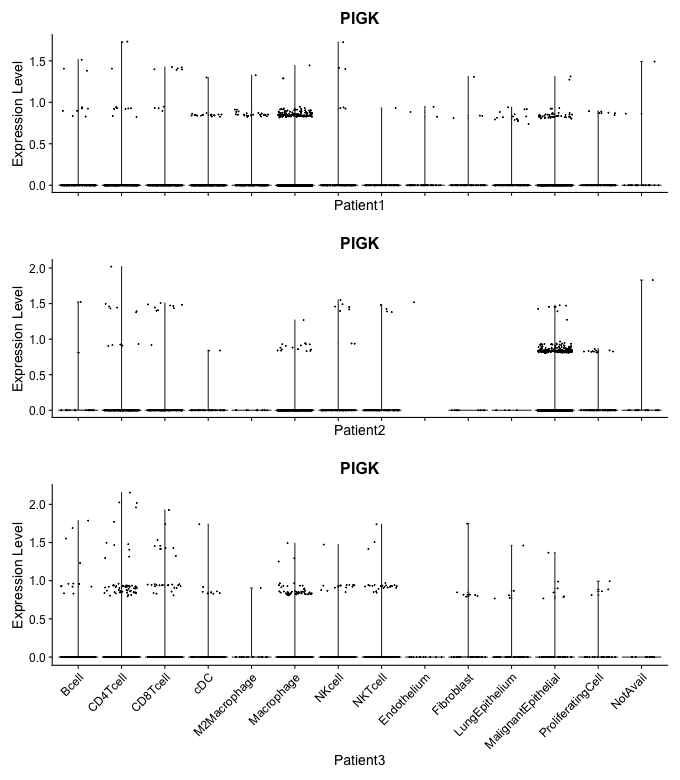 PIGK
Expression Level
1.5
1.0
0.5
0.0
Patient1
PIGK
Expression Level
2.0
1.5
1.0
0.5
0.0
Patient2
PIGK
Expression Level
2.0
1.5
1.0
0.5
0.0
Bcell
CD4Tcell
CD8Tcell
cDC
M2Macrophage
Macrophage
NKcell
NKTcell
Endothelium
Fibroblast
LungEpithelium
MalignantEpithelial
ProliferatingCell
NotAvail
Patient3